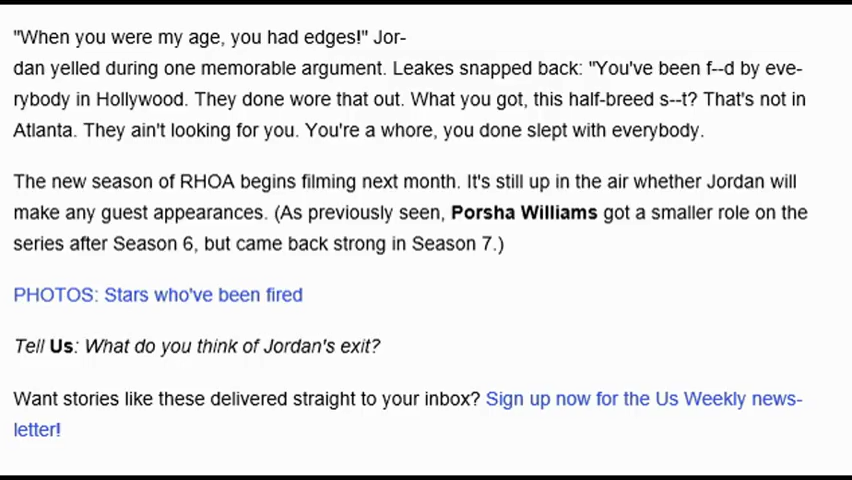 "When you were my age, you had edges!" Jor-
dan yelled during one memorable argument. Leakes snapped back: "You've been f--d by eve-
rybody in Hollywood. They done wore that out. What you got, this half-breed s--t? That's not in
Atlanta. They ain't looking for you. You're a whore, you done slept with everybody.
The new season of RHOA begins filming next month. It's still up in the air whether Jordan will
make any guest appearances. (As previously seen, Porsha Williams got a smaller role on the
series after Season 6, but came back strong in Season 7.)
PHOTOS: Stars who've been fired
Tell Us: What do you think of Jordan's exit?
Want stories like these delivered straight to your inbox? Sign up now for the Us Weekly news-
letter!